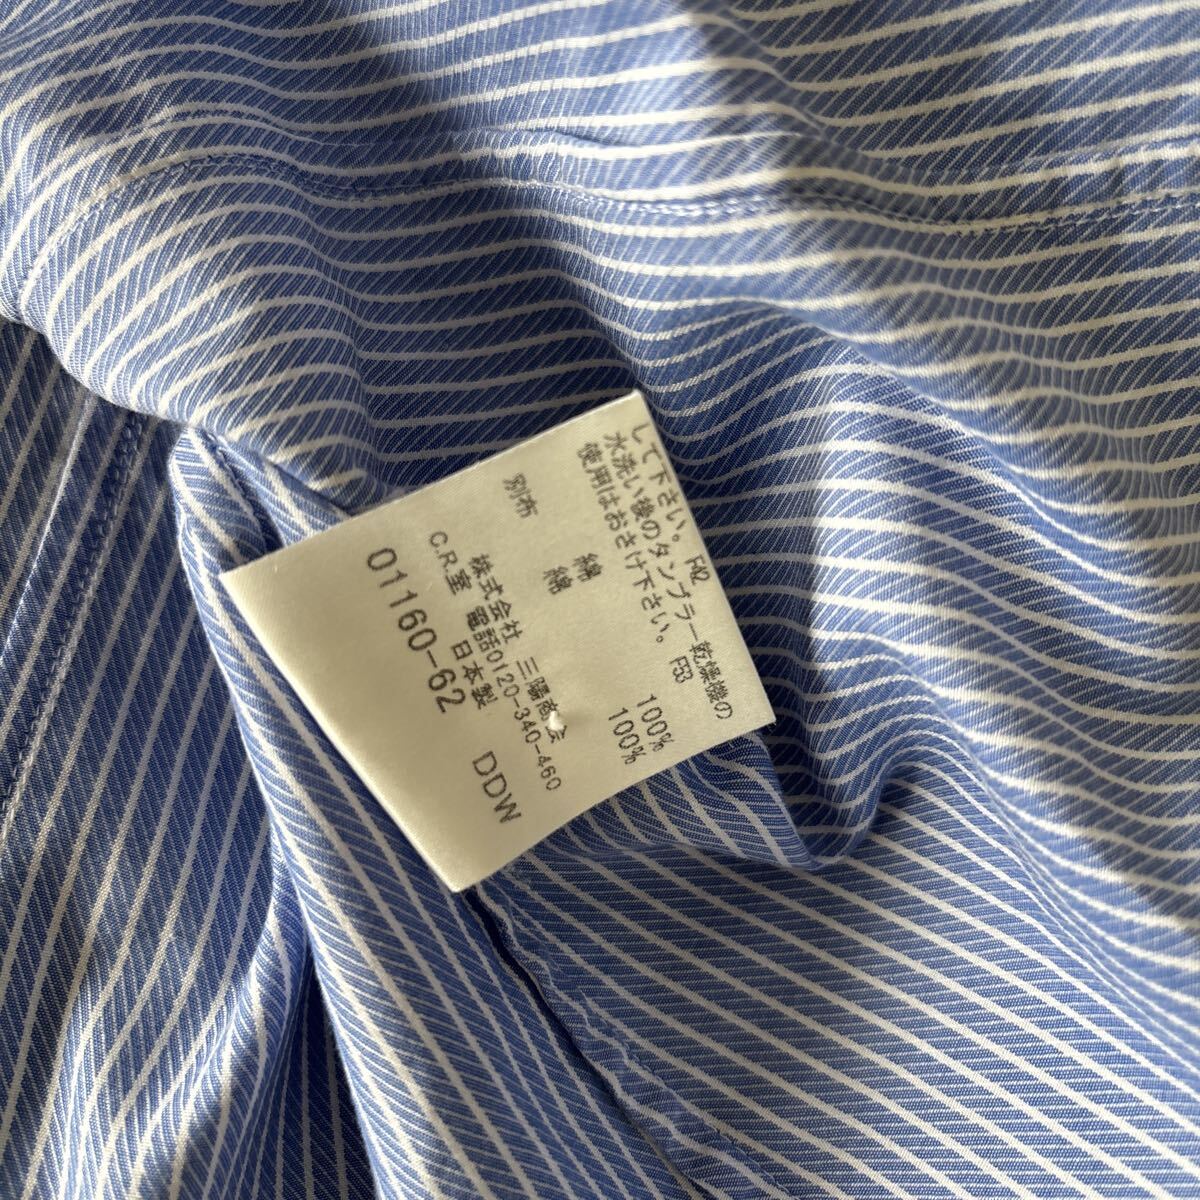 して下さい。 F42
水洗い後のタンブラー乾燥機の
使用はおさけ下さい。 F53
綿 100%
別布 綿 100%
株式会社 三陽商会
C.R.室 電話0120-340-460
日本製 DDW
01160-62